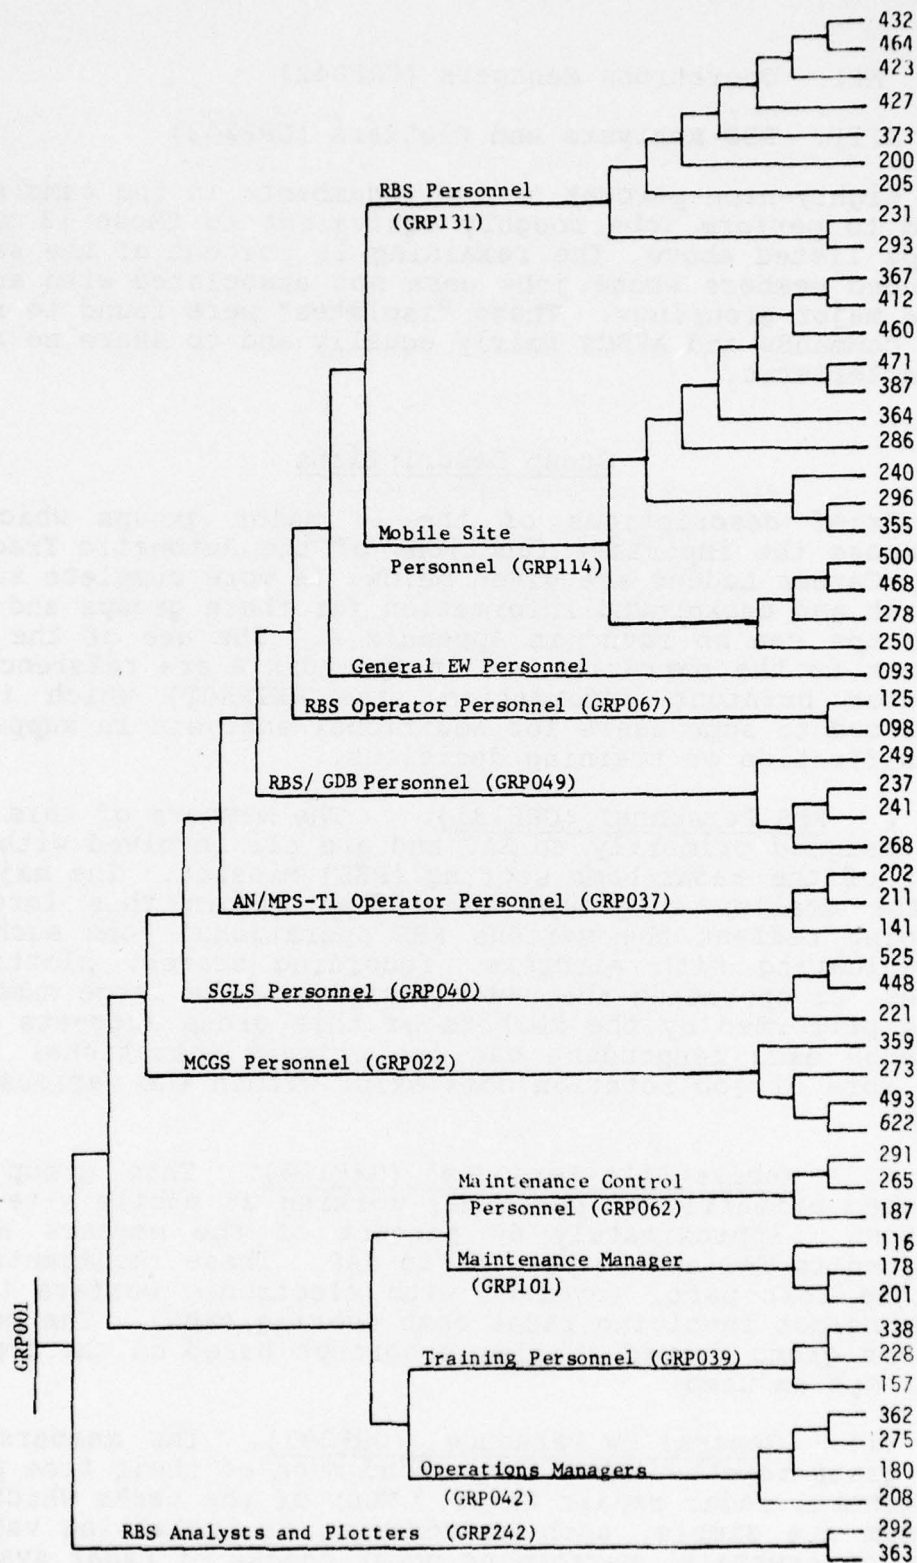 432
464
423
427
373
200
RBS Personnel
205
(GRP131)
231
293
367
412
460
471
387
364
286
240
296
355
Mobile Site
Personnel (GRP114)
500
468
278
250
General EW Personnel
093
125
RBS Operator Personnel (GRP067)
098
249
RBS/ GDB Personnel (GRP049)
237
241
268
202
AN/MPS-T1 Operator Personnel (GRP037)
211
141
525
448
SGLS Personnel (GRP040)
221
359
MCGS Personnel (GRP022)
273
493
622
291
Maintenance Control
265
Personnel (GRP062)
187
116
Maintenance Manager
178
(GRP101)
201
GRP001
338
Training Personnel (GRP039)
228
157
362
275
Operations Managers
180
(GRP042)
208
RBS Analysts and Plotters (GRP242)
292
363